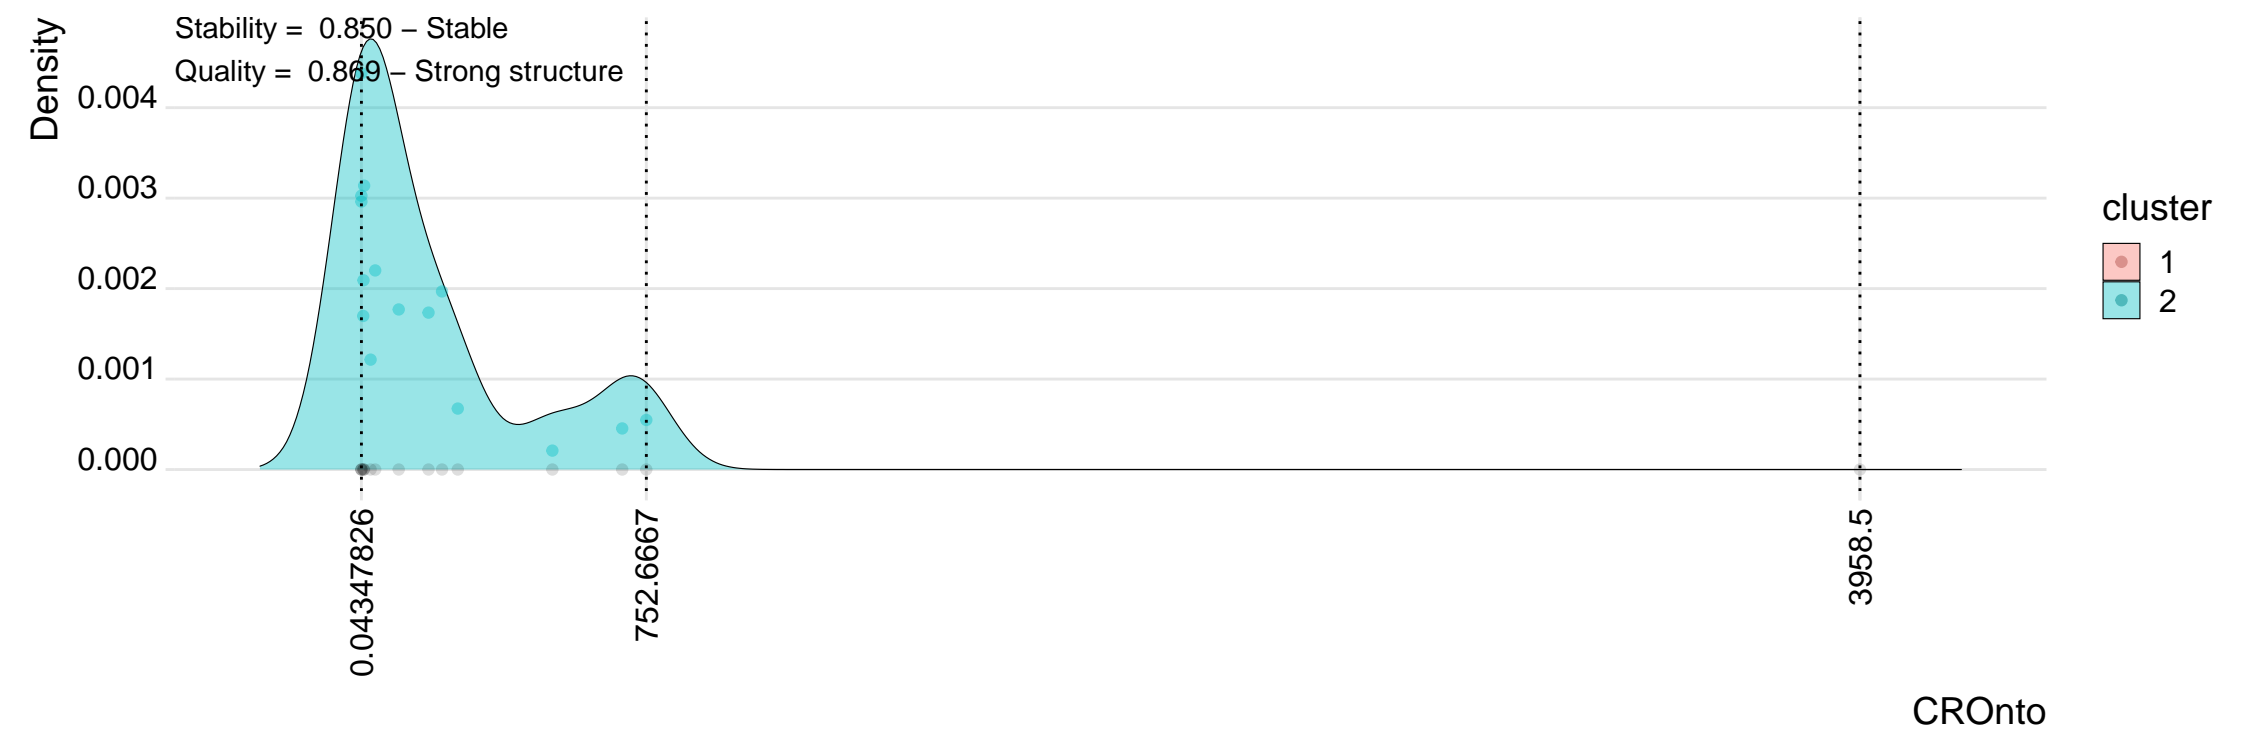 Stability =  0.850 – Stable
Quality =  0.869 – Strong structure
Density
0.004
0.003
0.002
0.001
0.000
0.04347826
752.6667
3958.5
CROnto
cluster
1
2